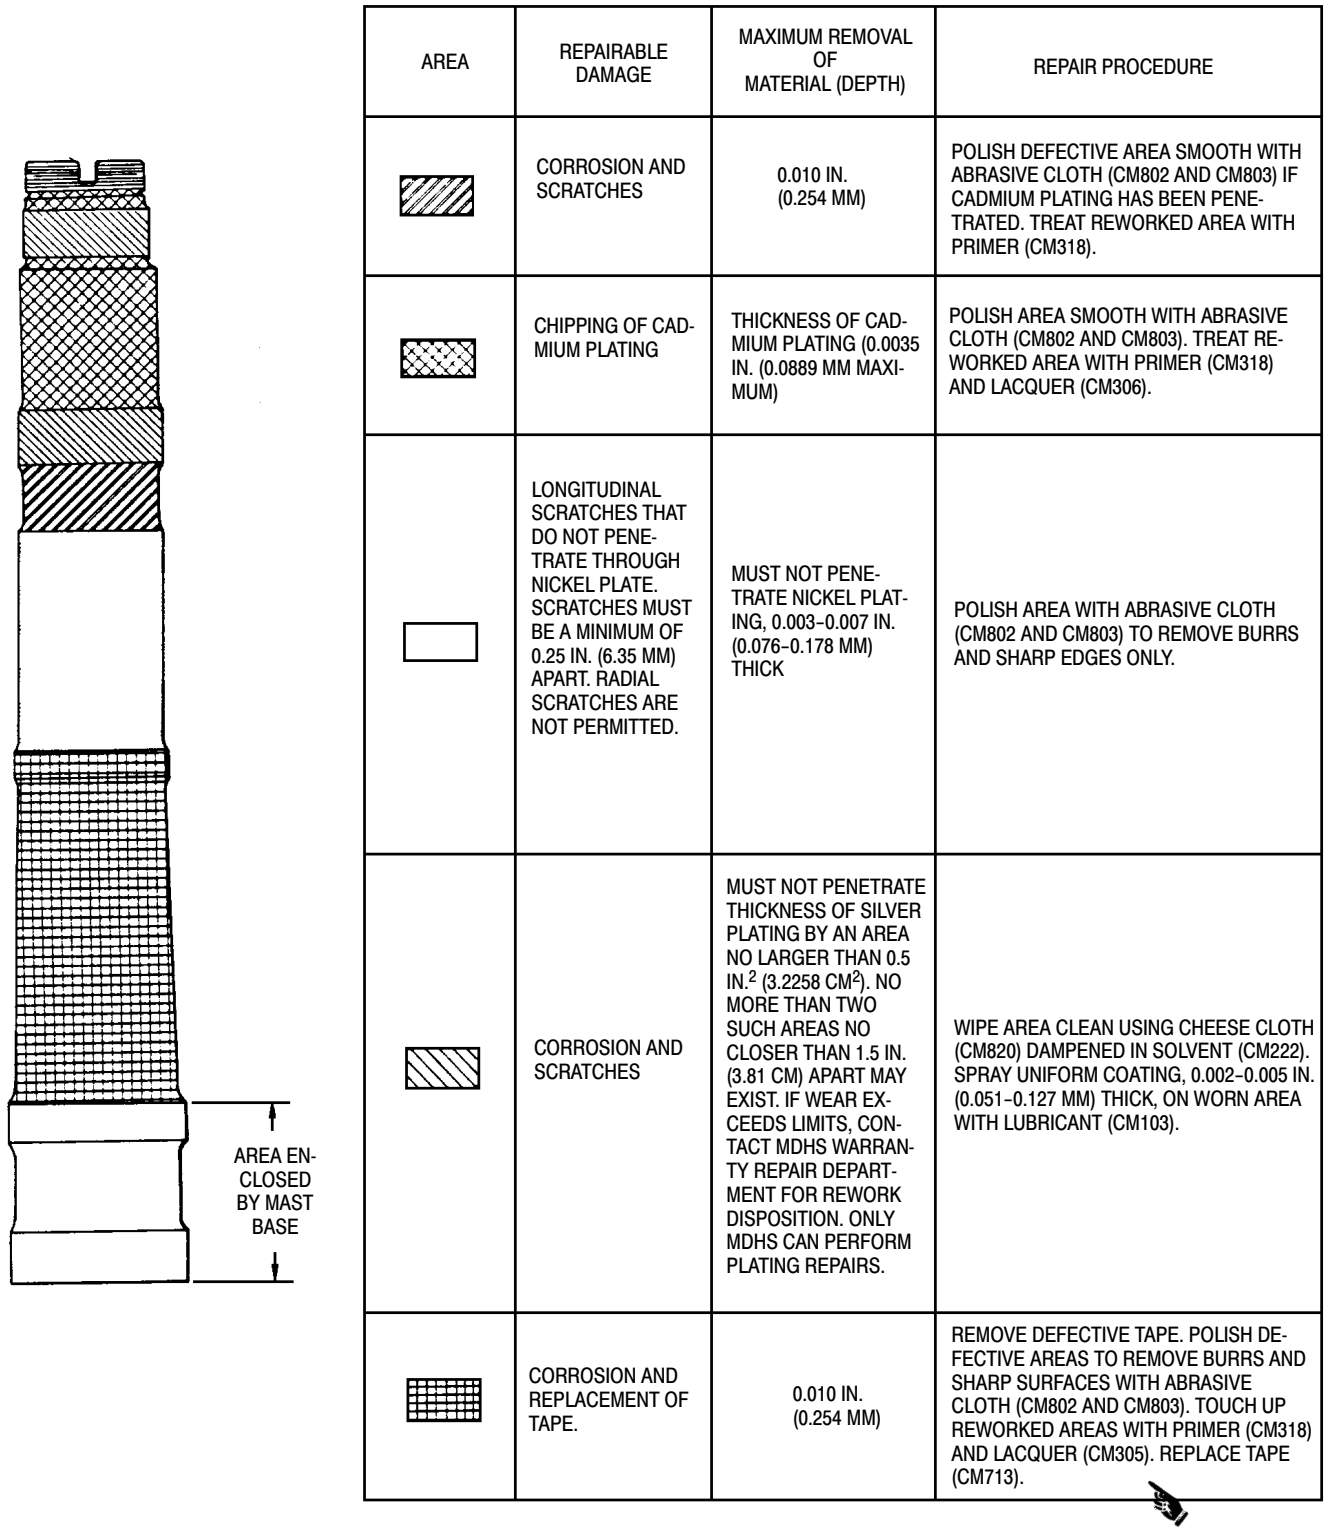 AREA
REPAIRABLE
DAMAGE
MAXIMUM REMOVAL
OF
MATERIAL (DEPTH)
REPAIR PROCEDURE
CORROSION AND
SCRATCHES
0.010 IN.
(0.254 MM)
POLISH DEFECTIVE AREA SMOOTH WITH
ABRASIVE CLOTH (CM802 AND CM803) IF
CADMIUM PLATING HAS BEEN PENE-
TRATED. TREAT REWORKED AREA WITH
PRIMER (CM318).
CHIPPING OF CAD-
MIUM PLATING
THICKNESS OF CAD-
MIUM PLATING (0.0035
IN. (0.0889 MM MAXI-
MUM)
POLISH AREA SMOOTH WITH ABRASIVE
CLOTH (CM802 AND CM803). TREAT RE-
WORKED AREA WITH PRIMER (CM318)
AND LACQUER (CM306).
LONGITUDINAL
SCRATCHES THAT
DO NOT PENE-
TRATE THROUGH
NICKEL PLATE.
SCRATCHES MUST
BE A MINIMUM OF
0.25 IN. (6.35 MM)
APART. RADIAL
SCRATCHES ARE
NOT PERMITTED.
MUST NOT PENE-
TRATE NICKEL PLAT-
ING, 0.003-0.007 IN.
(0.076-0.178 MM)
THICK
POLISH AREA WITH ABRASIVE CLOTH
(CM802 AND CM803) TO REMOVE BURRS
AND SHARP EDGES ONLY.
CORROSION AND
SCRATCHES
MUST NOT PENETRATE
THICKNESS OF SILVER
PLATING BY AN AREA
NO LARGER THAN 0.5
IN.² (3.2258 CM²). NO
MORE THAN TWO
SUCH AREAS NO
CLOSER THAN 1.5 IN.
(3.81 CM) APART MAY
EXIST. IF WEAR EX-
CEEDS LIMITS, CON-
TACT MDHS WARRAN-
TY REPAIR DEPART-
MENT FOR REWORK
DISPOSITION. ONLY
MDHS CAN PERFORM
PLATING REPAIRS.
WIPE AREA CLEAN USING CHEESE CLOTH
(CM820) DAMPENED IN SOLVENT (CM222).
SPRAY UNIFORM COATING, 0.002-0.005 IN.
(0.051-0.127 MM) THICK, ON WORN AREA
WITH LUBRICANT (CM103).
AREA EN-
CLOSED
BY MAST
BASE
CORROSION AND
REPLACEMENT OF
TAPE.
0.010 IN.
(0.254 MM)
REMOVE DEFECTIVE TAPE. POLISH DE-
FECTIVE AREAS TO REMOVE BURRS AND
SHARP SURFACES WITH ABRASIVE
CLOTH (CM802 AND CM803). TOUCH UP
REWORKED AREAS WITH PRIMER (CM318)
AND LACQUER (CM305). REPLACE TAPE
(CM713).